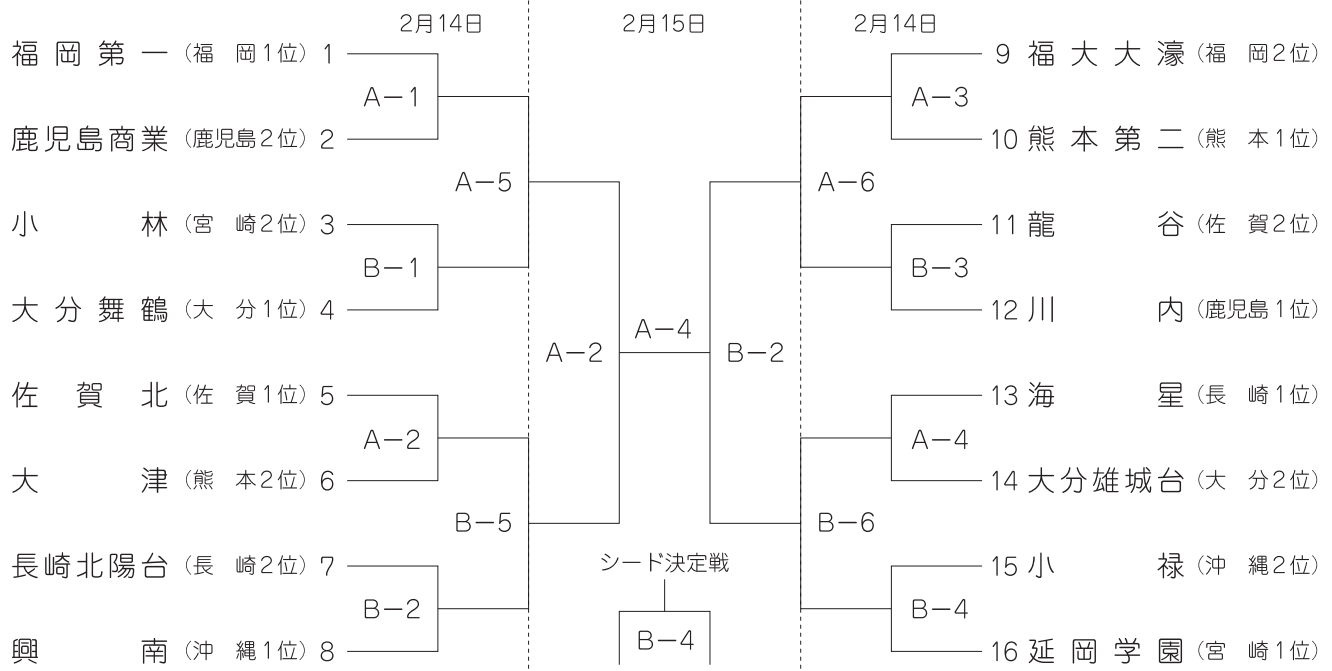 2月14日 2月15日 2月14日
福岡第一 (福 岡1位) 1
A-1
鹿児島商業 (鹿児島2位) 2
A-5
小林 (宮 崎2位) 3
B-1
大分舞鶴 (大 分1位) 4
A-2
佐賀北 (佐 賀1位) 5
A-2
大津 (熊 本2位) 6
B-5
長崎北陽台 (長 崎2位) 7
B-2
興南 (沖 縄1位) 8
A-4
シード決定戦
B-4
9 福大大濠 (福 岡2位)
A-3
10 熊本第二 (熊 本1位)
A-6
11 龍谷 (佐 賀2位)
B-3
12 川内 (鹿児島1位)
B-2
13 海星 (長 崎1位)
A-4
14 大分雄城台 (大 分2位)
B-6
15 小禄 (沖 縄2位)
B-4
16 延岡学園 (宮 崎1位)